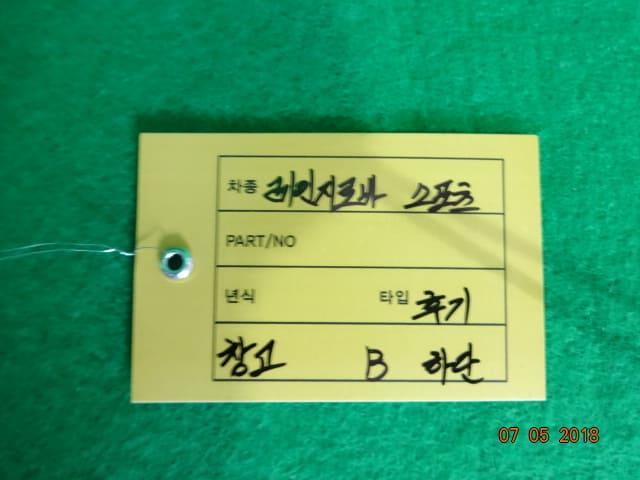 차종 레인지로바 스포츠
PART/NO
년식 타입 후기
창고 B 하단
07 05 2018